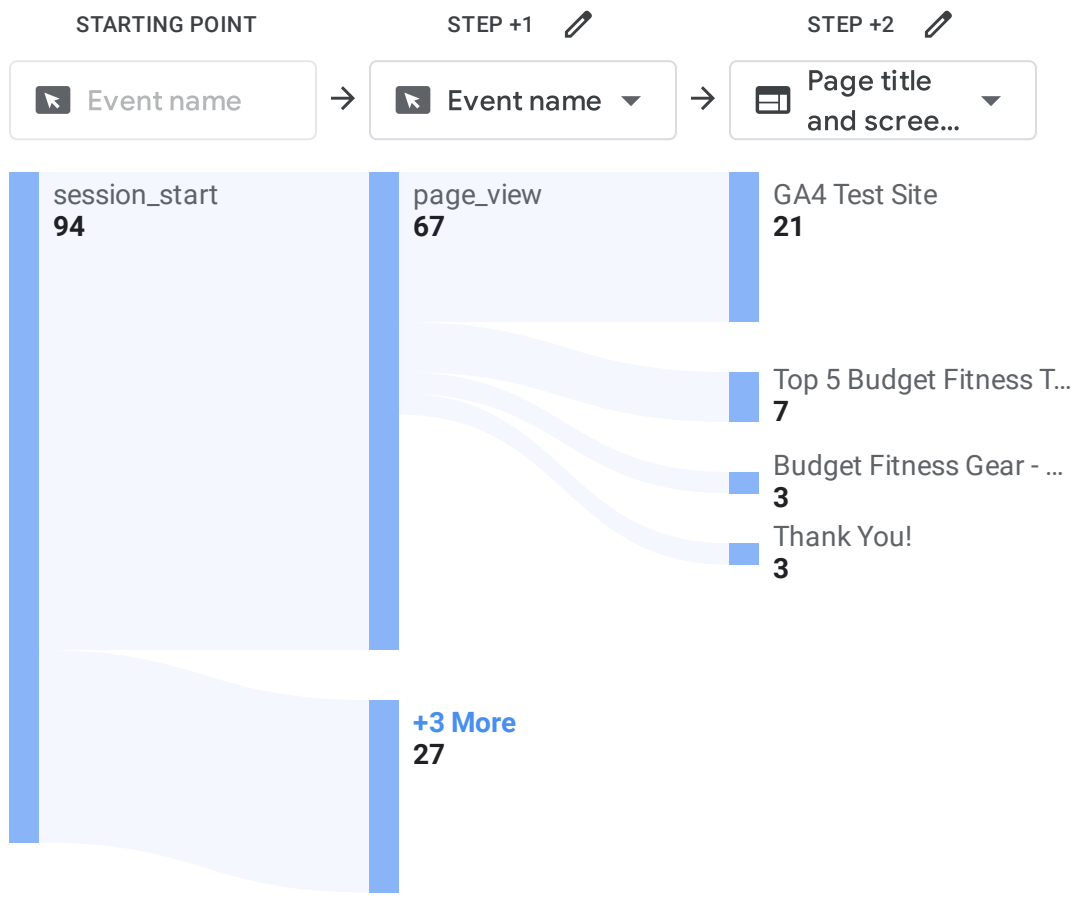 STARTING POINT
STEP +1
STEP +2
Event name
Event name
Page title
and scree...
session_start
94
page_view
67
GA4 Test Site
21
Top 5 Budget Fitness T...
7
Budget Fitness Gear - ...
3
Thank You!
3
+3 More
27